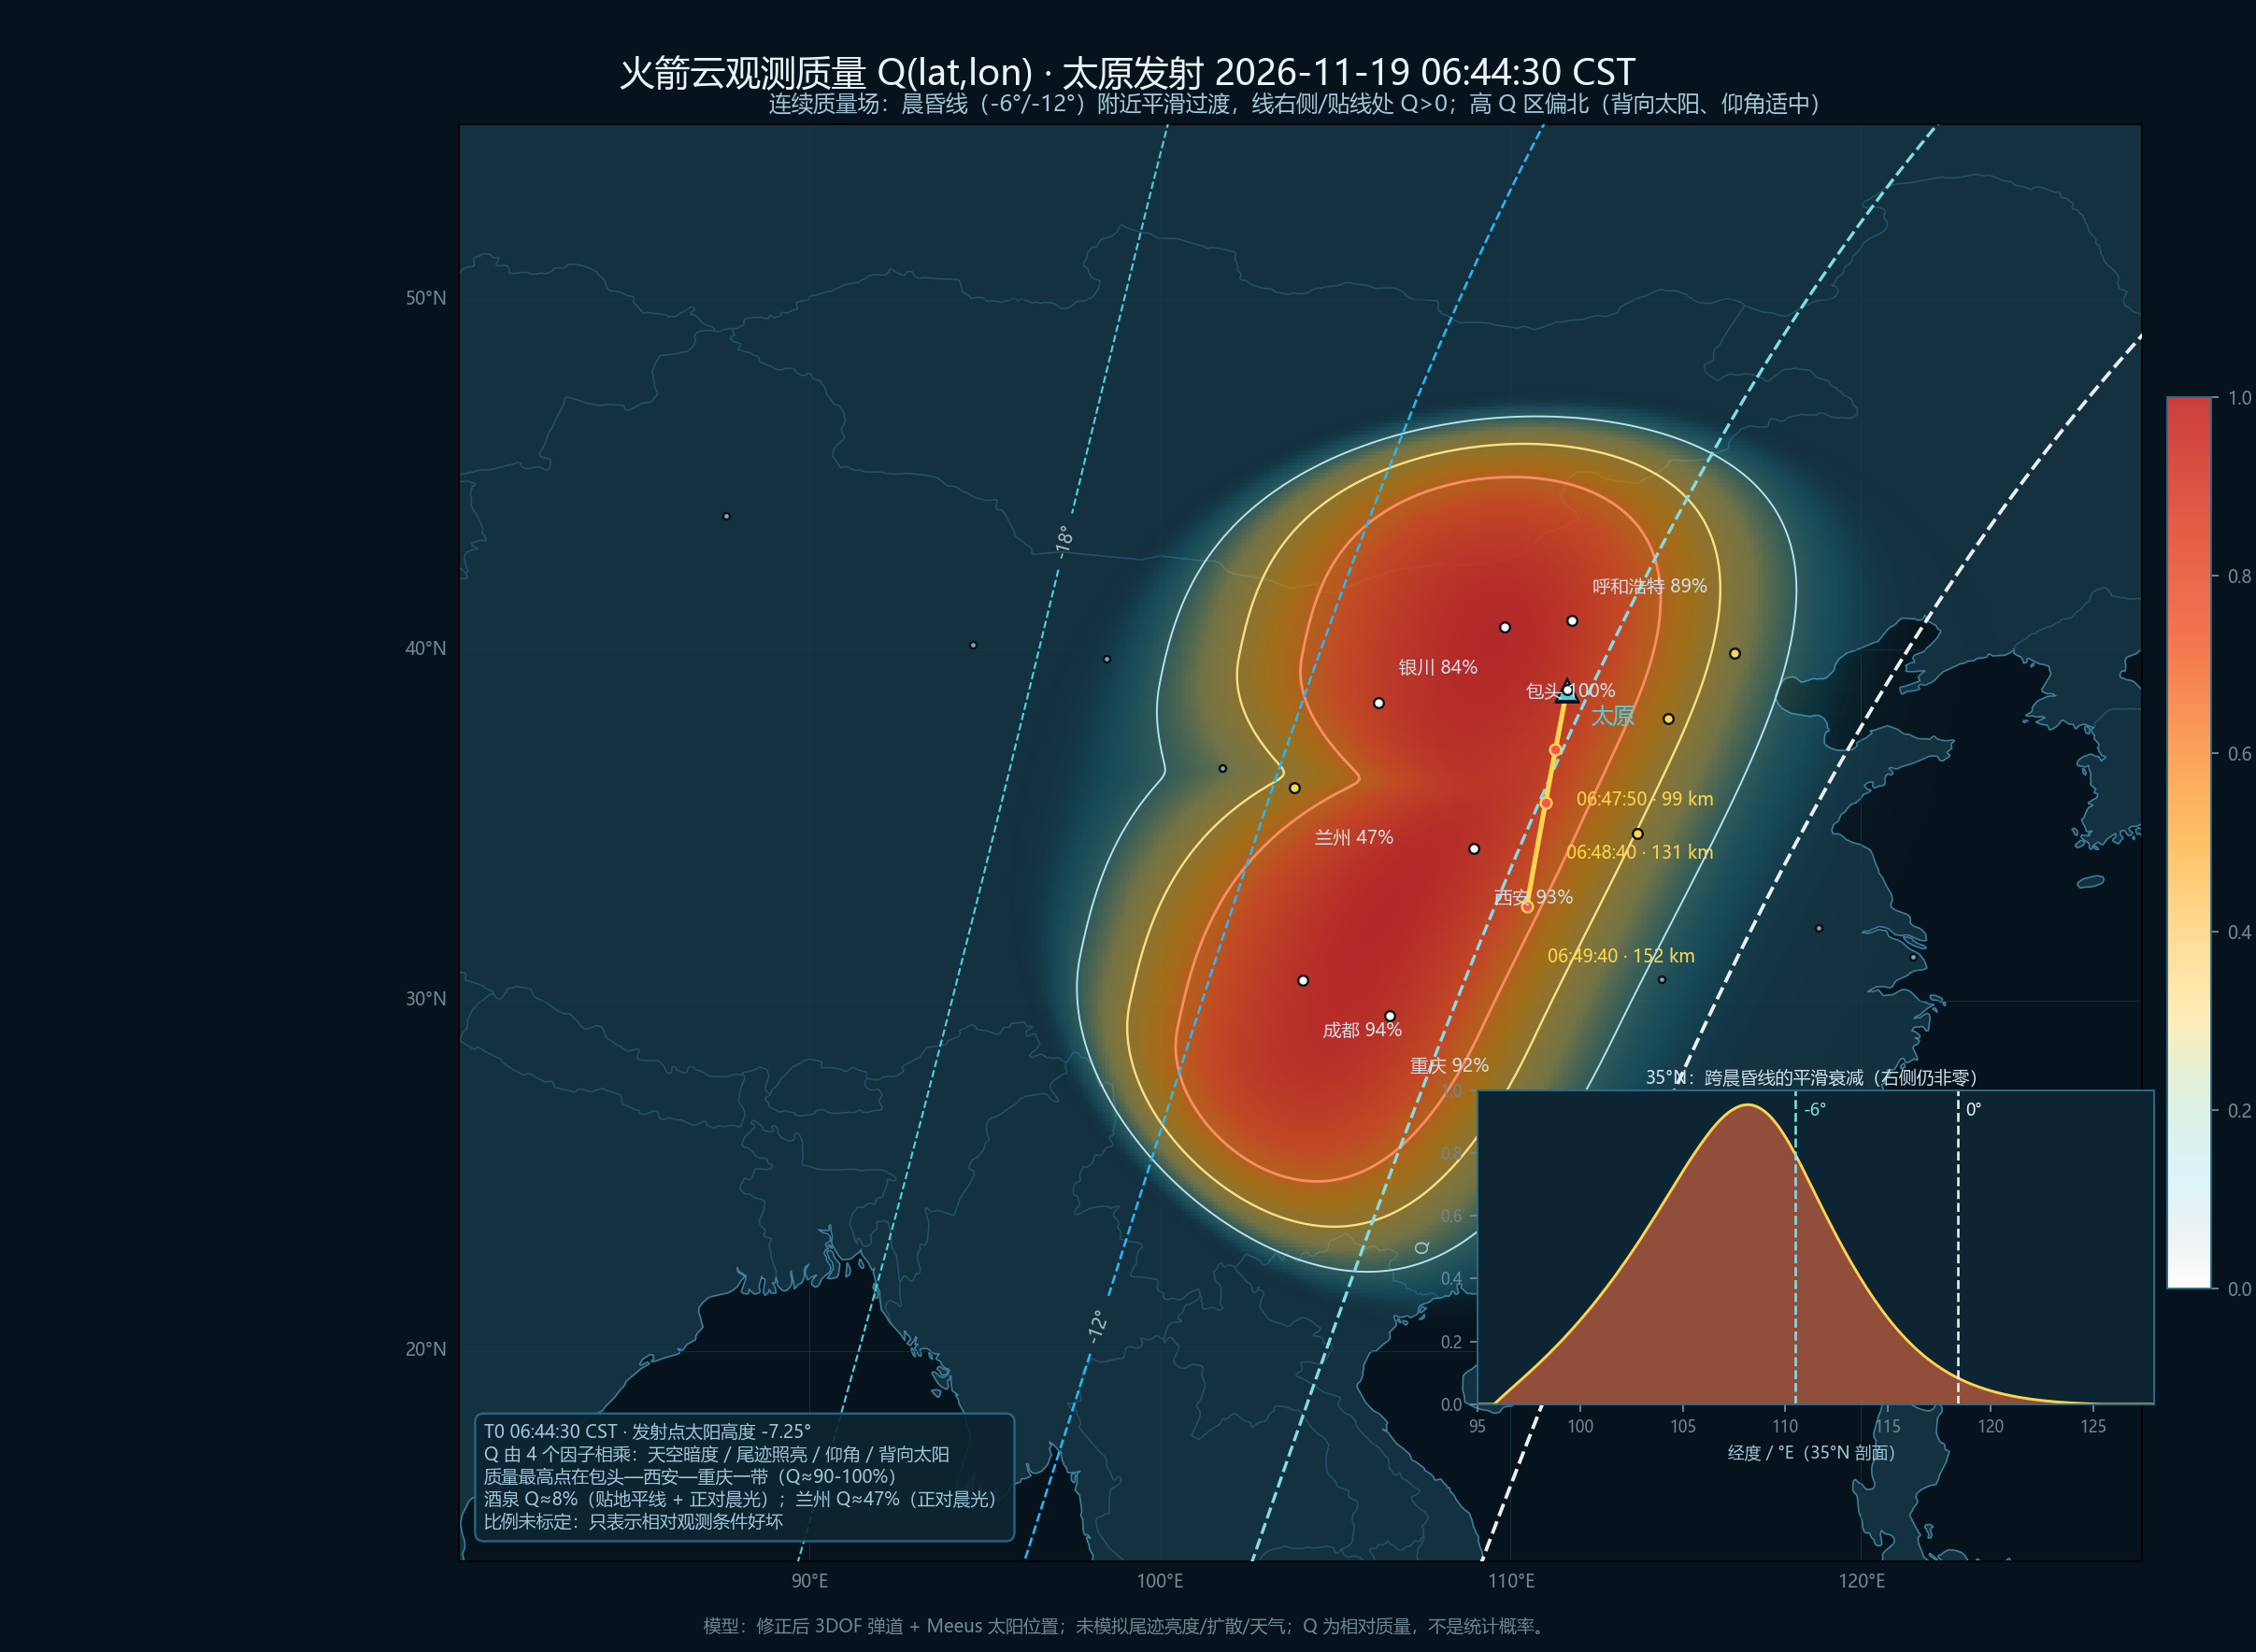 火箭云观测质量 Q(lat,lon) · 太原发射 2026-11-19 06:44:30 CST
连续质量场：晨昏线（-6°/-12°）附近平滑过渡，线右侧/贴线处 Q>0；高 Q 区偏北（背向太阳、仰角适中）
50°N
40°N
30°N
20°N
90°E
100°E
110°E
120°E
-18°
-12°
呼和浩特 89%
银川 84%
包头 100%
太原
06:47:50 · 99 km
兰州 47%
06:48:40 · 131 km
西安 93%
06:49:40 · 152 km
成都 94%
重庆 92%
1.0
0.8
0.6
0.4
0.2
0.0
35°N：跨晨昏线的平滑衰减（右侧仍非零）
-6°
0°
Q
1.0
0.8
0.6
0.4
0.2
0.0
95
100
105
110
115
120
125
经度 / °E（35°N 剖面）
T0 06:44:30 CST · 发射点太阳高度 -7.25°
Q 由 4 个因子相乘：天空暗度 / 尾迹照亮 / 仰角 / 背向太阳
质量最高点在包头—西安—重庆一带（Q≈90-100%）
酒泉 Q≈8%（贴地平线 + 正对晨光）；兰州 Q≈47%（正对晨光）
比例未标定：只表示相对观测条件好坏
模型：修正后 3DOF 弹道 + Meeus 太阳位置；未模拟尾迹亮度/扩散/天气；Q 为相对质量，不是统计概率。